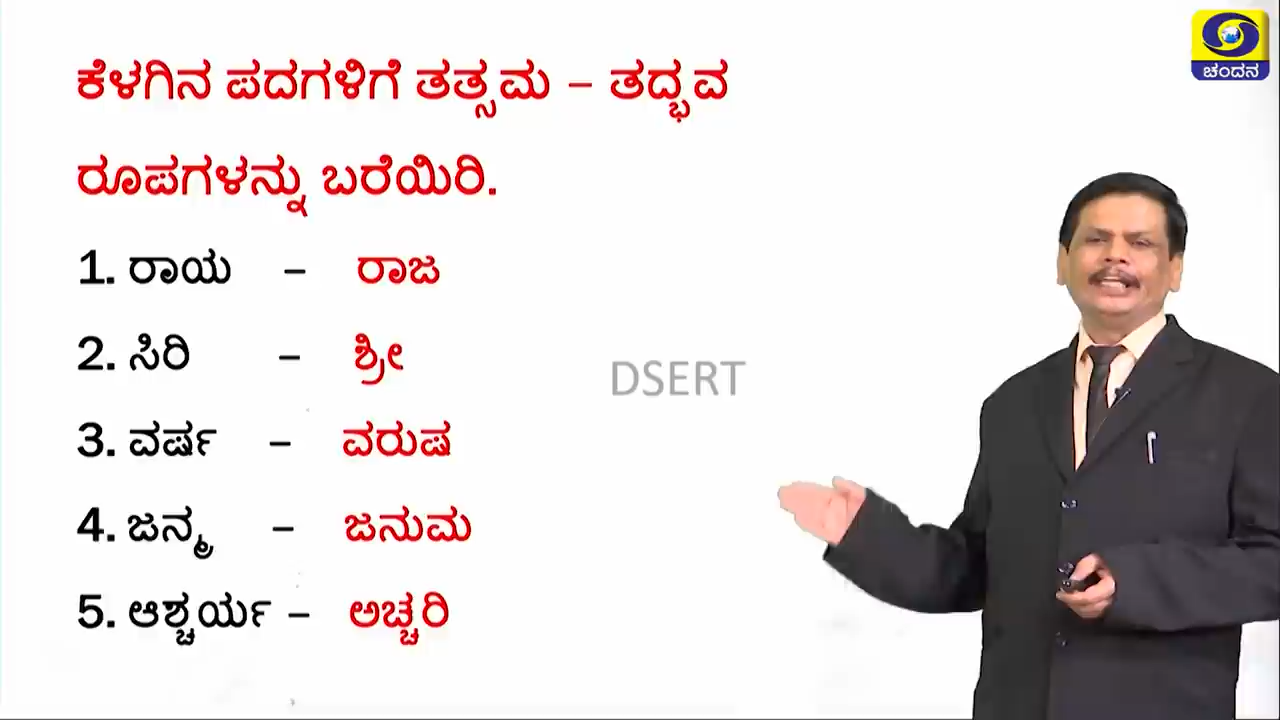 ಚಂದನ
ಕೆಳಗಿನ ಪದಗಳಿಗೆ ತತ್ಸಮ – ತದ್ಭವ
ರೂಪಗಳನ್ನು ಬರೆಯಿರಿ.
1. ರಾಯ – ರಾಜ
2. ಸಿರಿ – ಶ್ರೀ
DSERT
3. ವರ್ಷ – ವರುಷ
4. ಜನ್ಮ – ಜನುಮ
5. ಆಶ್ಚರ್ಯ – ಅಚ್ಚರಿ